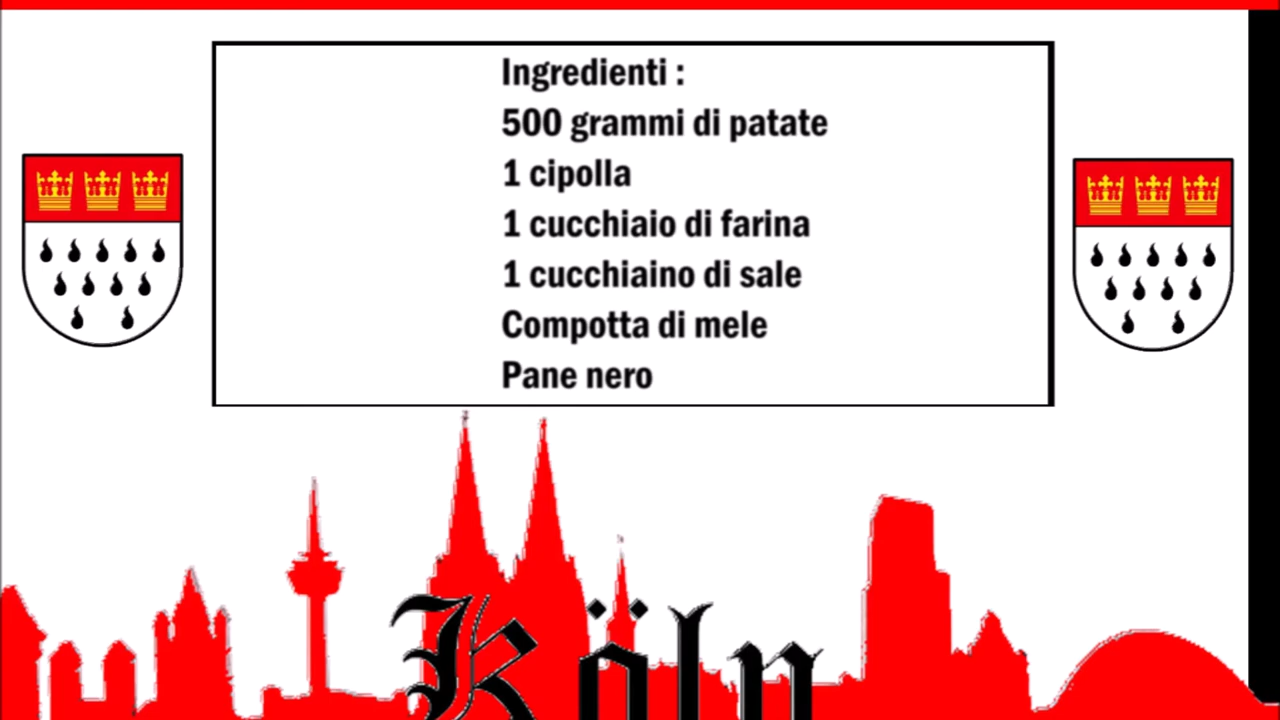 Ingredienti :
500 grammi di patate
1 cipolla
1 cucchiaio di farina
1 cucchiaino di sale
Compotta di mele
Pane nero
Köln